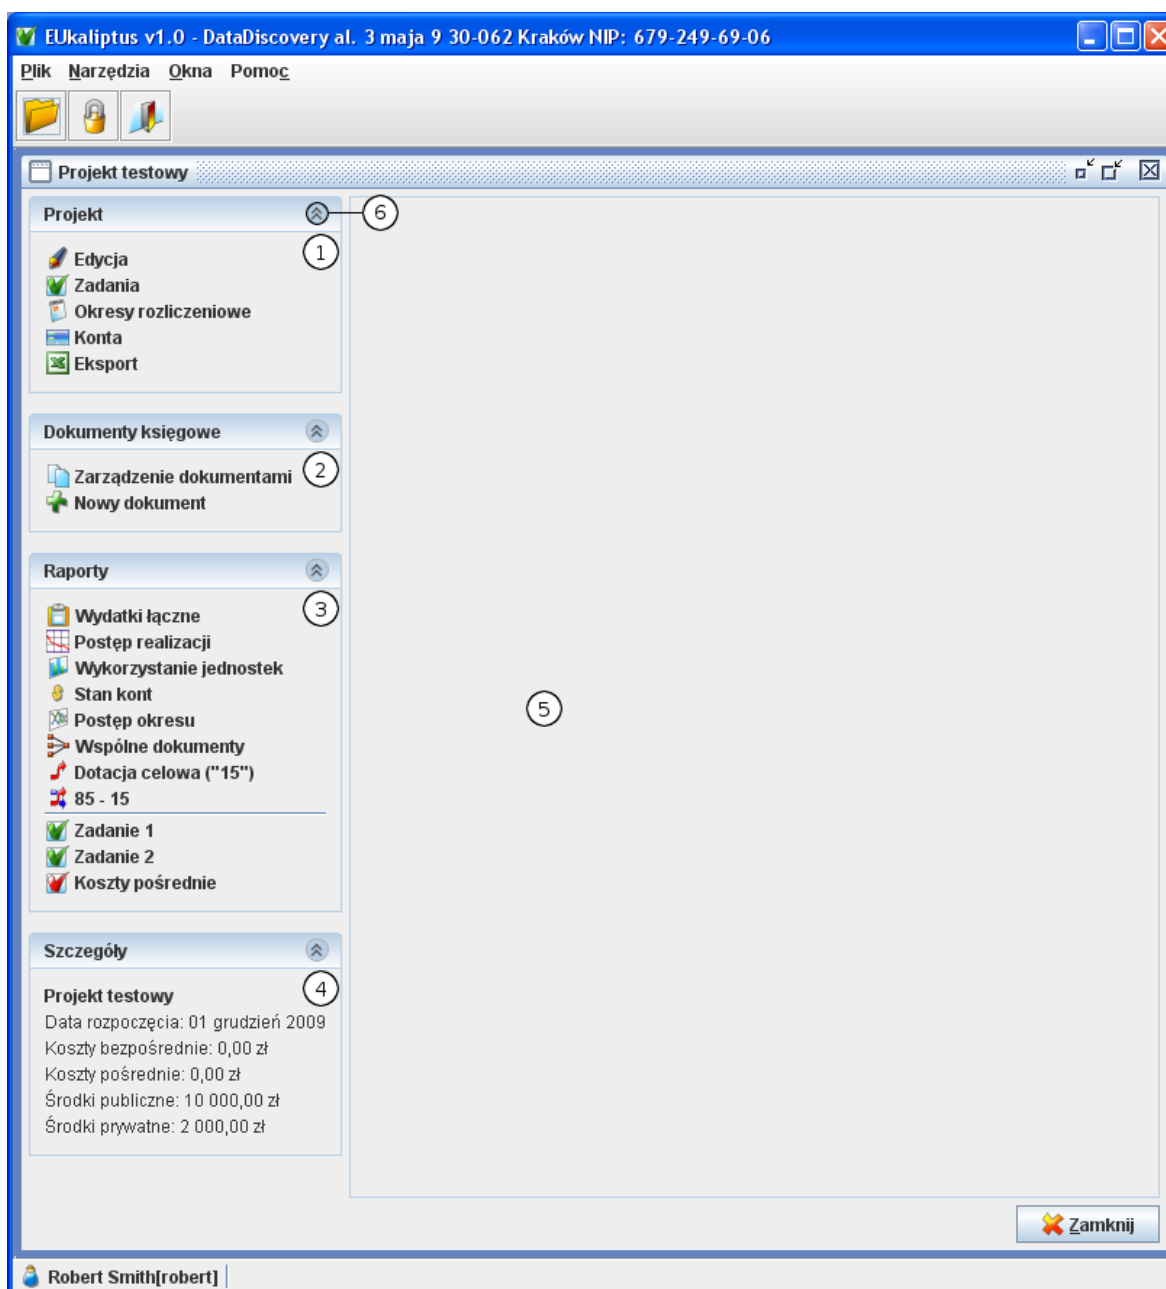 EUkaliptus v1.0 - DataDiscovery al. 3 maja 9 30-062 Kraków NIP: 679-249-69-06
Plik Narzędzia Okna Pomoc
Projekt testowy
Projekt 6
1
Edycja
Zadania
Okresy rozliczeniowe
Konta
Eksport
Dokumenty księgowe
Zarządzenie dokumentami 2
Nowy dokument
Raporty
Wydatki łączne 3
Postęp realizacji
Wykorzystanie jednostek
Stan kont
Postęp okresu 5
Wspólne dokumenty
Dotacja celowa ("15")
85 - 15
Zadanie 1
Zadanie 2
Koszty pośrednie
Szczegóły
Projekt testowy 4
Data rozpoczęcia: 01 grudzień 2009
Koszty bezpośrednie: 0,00 zł
Koszty pośrednie: 0,00 zł
Środki publiczne: 10 000,00 zł
Środki prywatne: 2 000,00 zł
Zamknij
Robert Smith[robert]